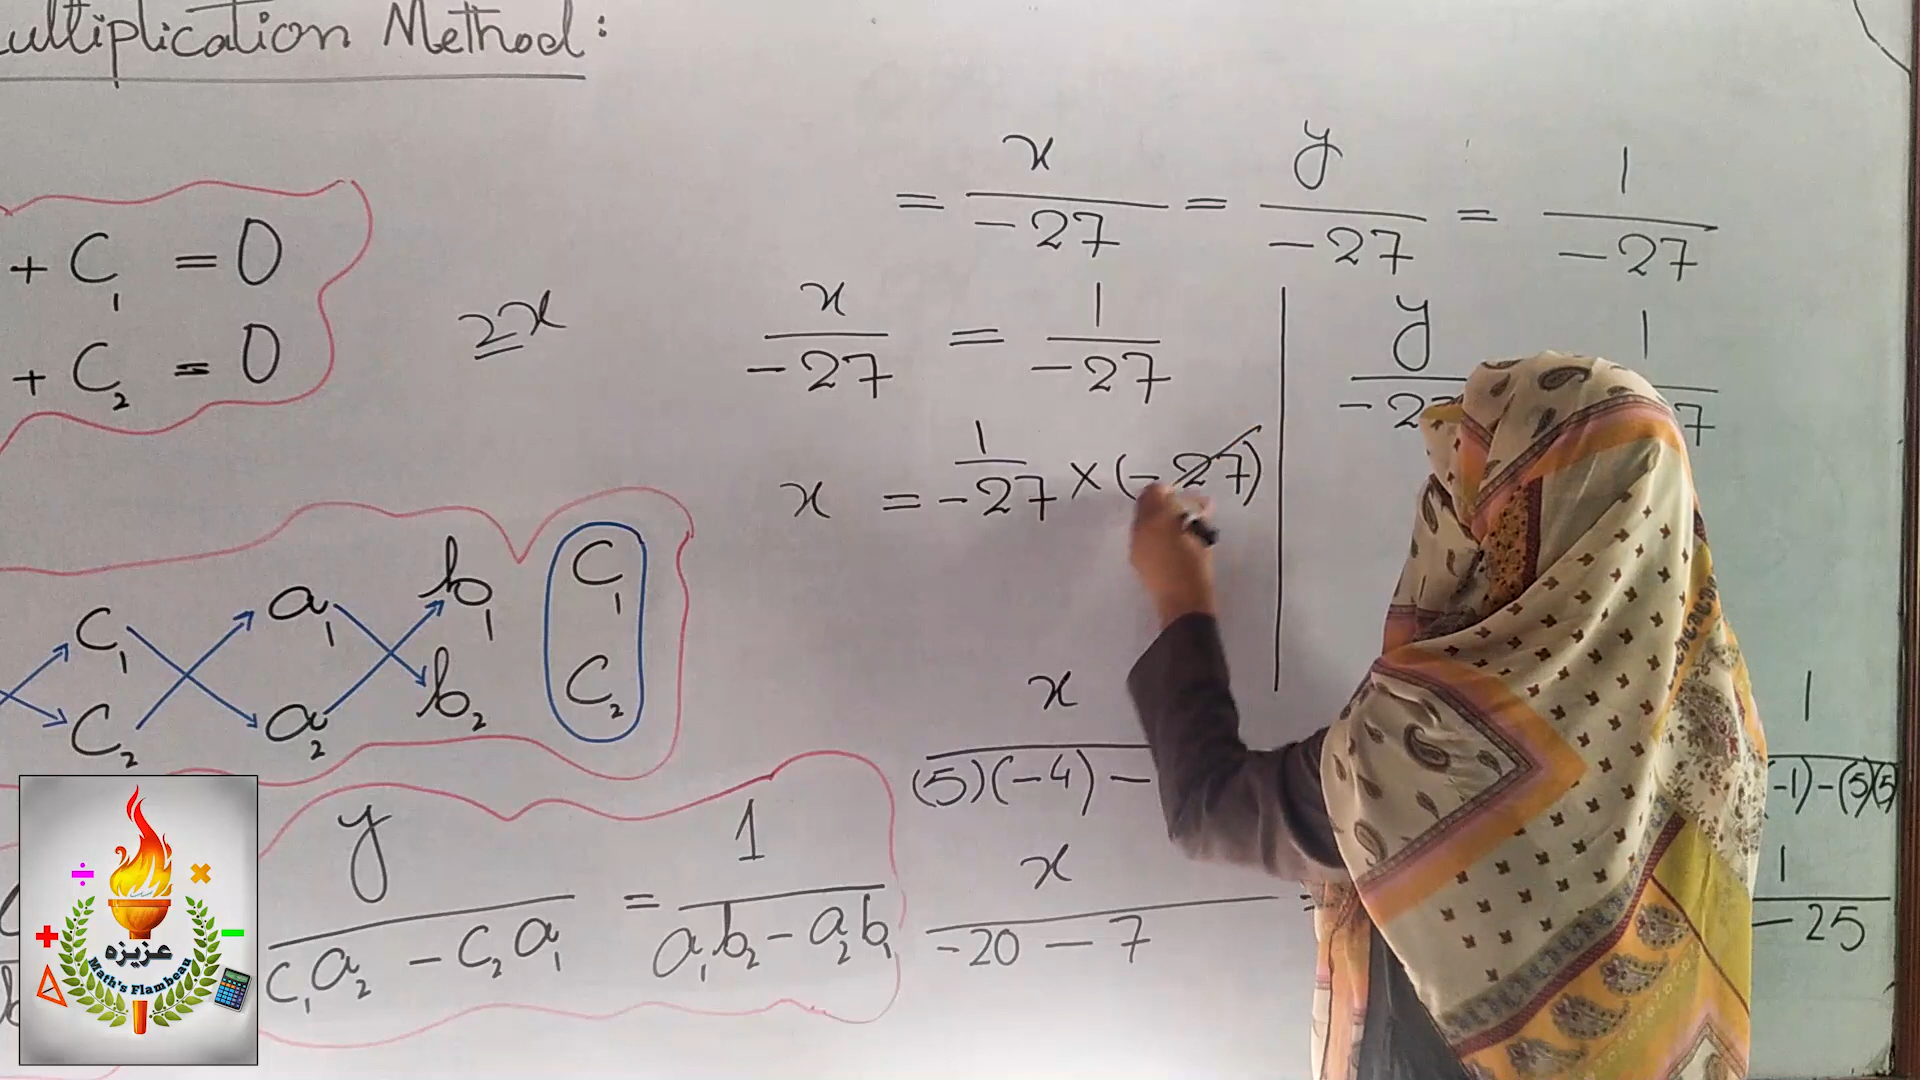 ultiplication Method:
+ C₁ = 0
+ C₂ = 0
2x
C₁ a₁ b₁ C₁
C₂ a₂ b₂ C₂
y / (c₁a₂ - c₂a₁) = 1 / (a₁b₂ - a₂b₁)
= x / -27 = y / -27 = 1 / -27
x / -27 = 1 / -27
x = 1 / -27 × (-27)
y 1
x / (5)(-4) - 1 / -1) - (5)(5
x / -20 - 7 = 1 / - 25
عزیزہ
Math's Flambeau